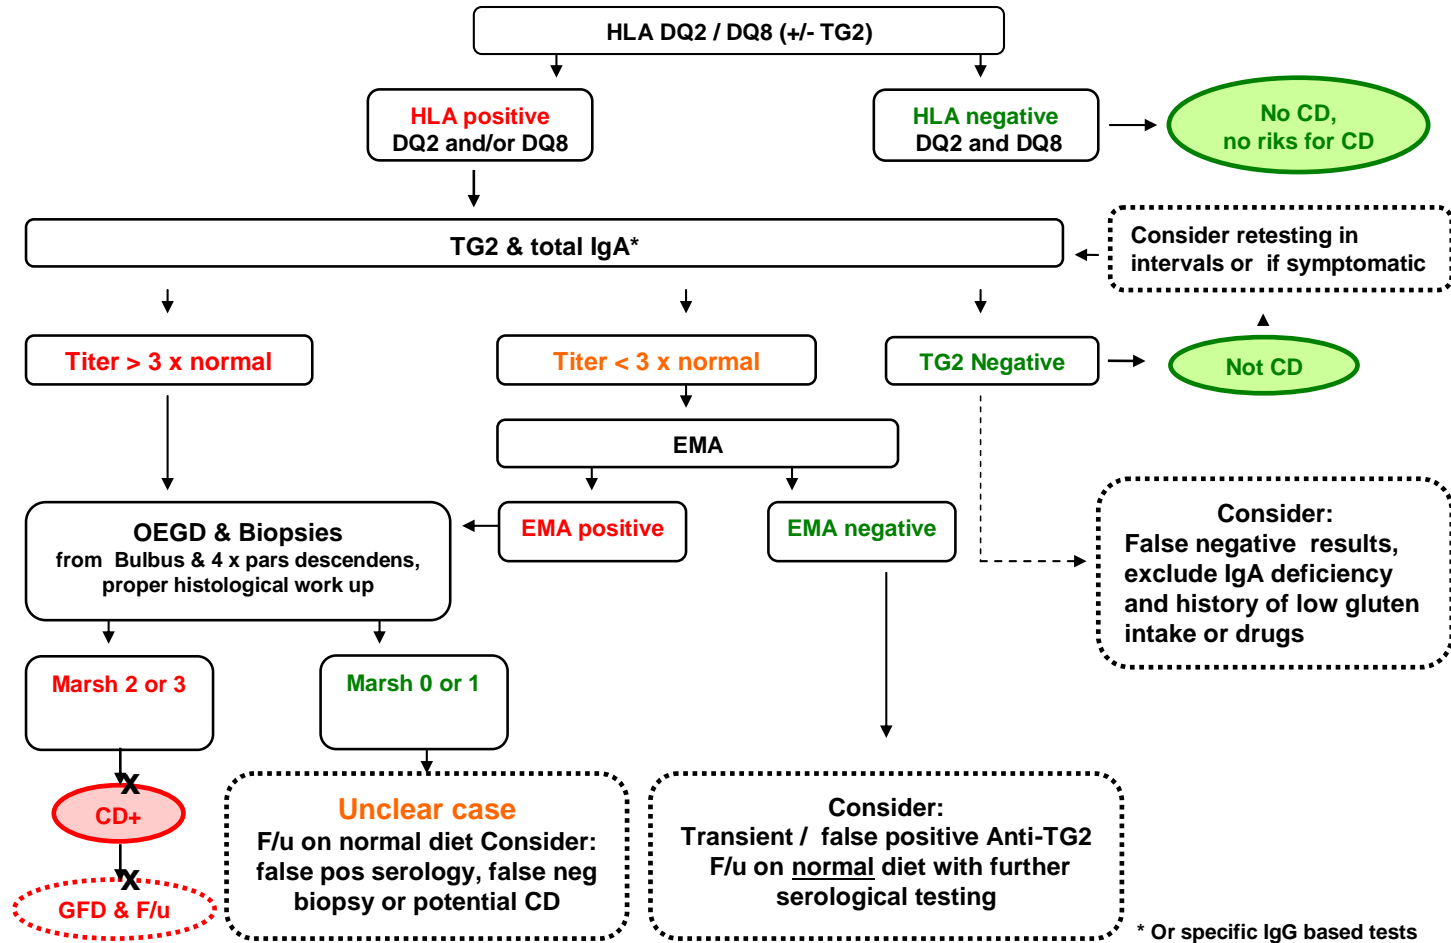 HLA DQ2 / DQ8 (+/- TG2)
HLA positive
DQ2 and/or DQ8
HLA negative
DQ2 and DQ8
No CD,
no riks for CD
TG2 & total IgA*
Consider retesting in
intervals or if symptomatic
Titer > 3 x normal
Titer < 3 x normal
TG2 Negative
Not CD
EMA
OEGD & Biopsies
from Bulbus & 4 x pars descendens,
proper histological work up
EMA positive
EMA negative
Consider:
False negative results,
exclude IgA deficiency
and history of low gluten
intake or drugs
Marsh 2 or 3
Marsh 0 or 1
X
CD+
X
GFD & F/u
Unclear case
F/u on normal diet Consider:
false pos serology, false neg
biopsy or potential CD
Consider:
Transient / false positive Anti-TG2
F/u on normal diet with further
serological testing
* Or specific IgG based tests